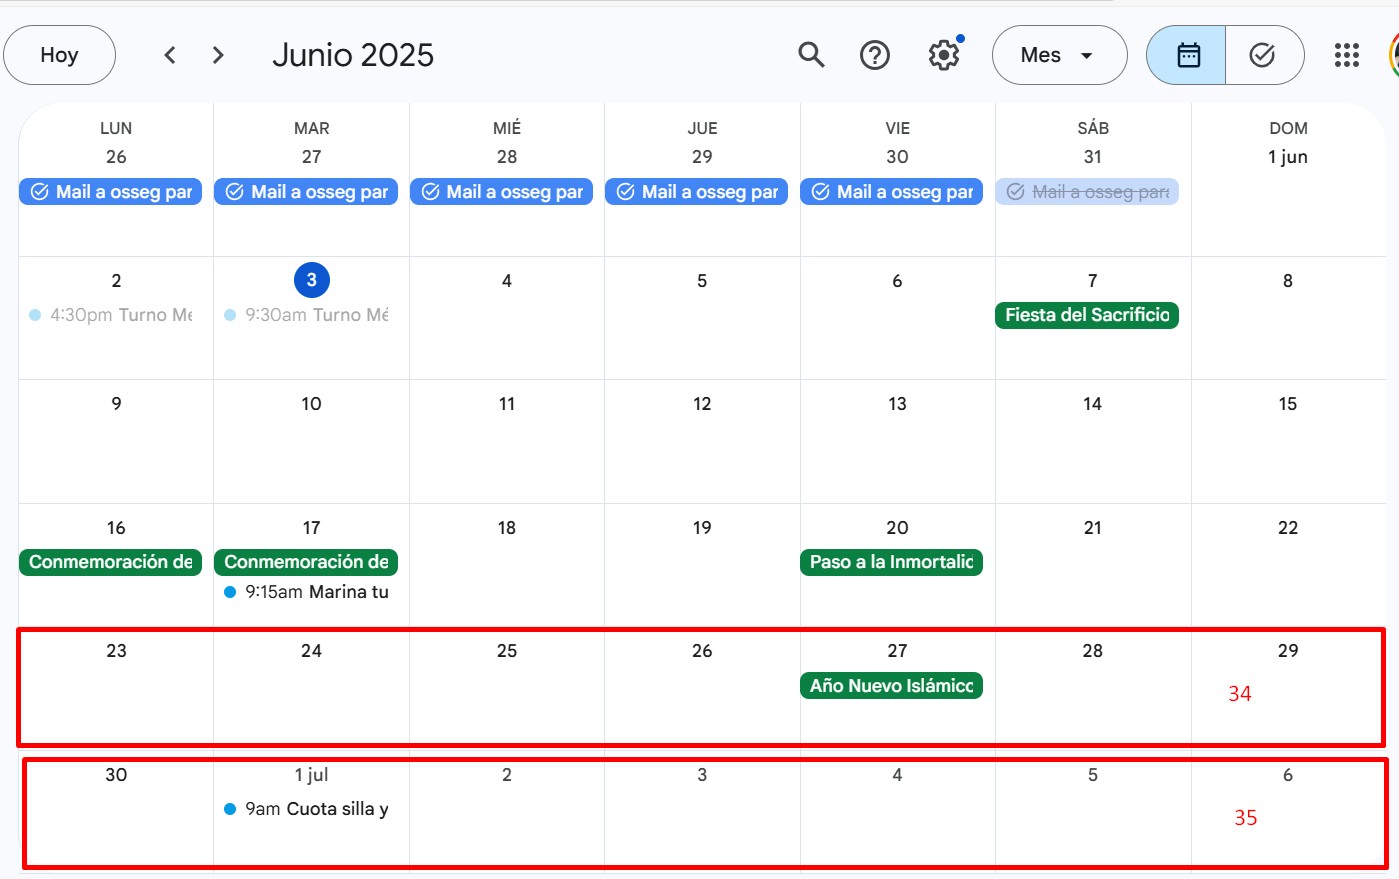 Hoy
Junio 2025
Mes
LUN MAR MIÉ JUE VIE SÁB DOM
26 27 28 29 30 31 1 jun
Mail a osseg par Mail a osseg par Mail a osseg par Mail a osseg par Mail a osseg par Mail a osseg para
2 3 4 5 6 7 8
4:30pm Turno Mé 9:30am Turno Mé Fiesta del Sacrificio
9 10 11 12 13 14 15
16 17 18 19 20 21 22
Conmemoración de Conmemoración de Paso a la Inmortalid
9:15am Marina tu
23 24 25 26 27 28 29
Año Nuevo Islámico
34
30 1 jul 2 3 4 5 6
9am Cuota silla y
35